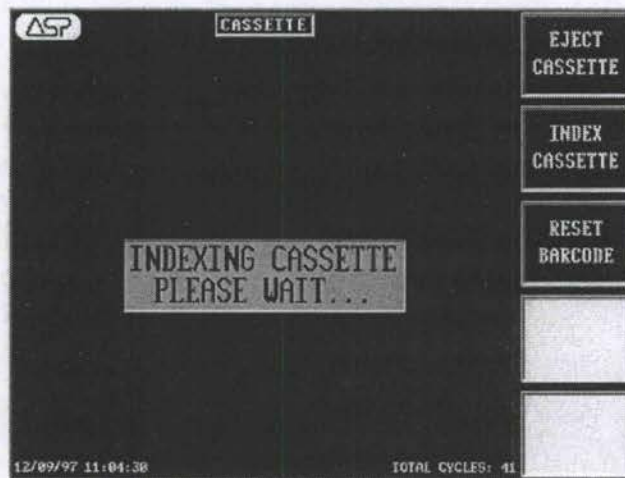 ASP
CASSETTE
EJECT
CASSETTE
INDEX
CASSETTE
RESET
BARCODE
INDEXING CASSETTE
PLEASE WAIT...
12/09/97 11:04:30
TOTAL CYCLES: 41